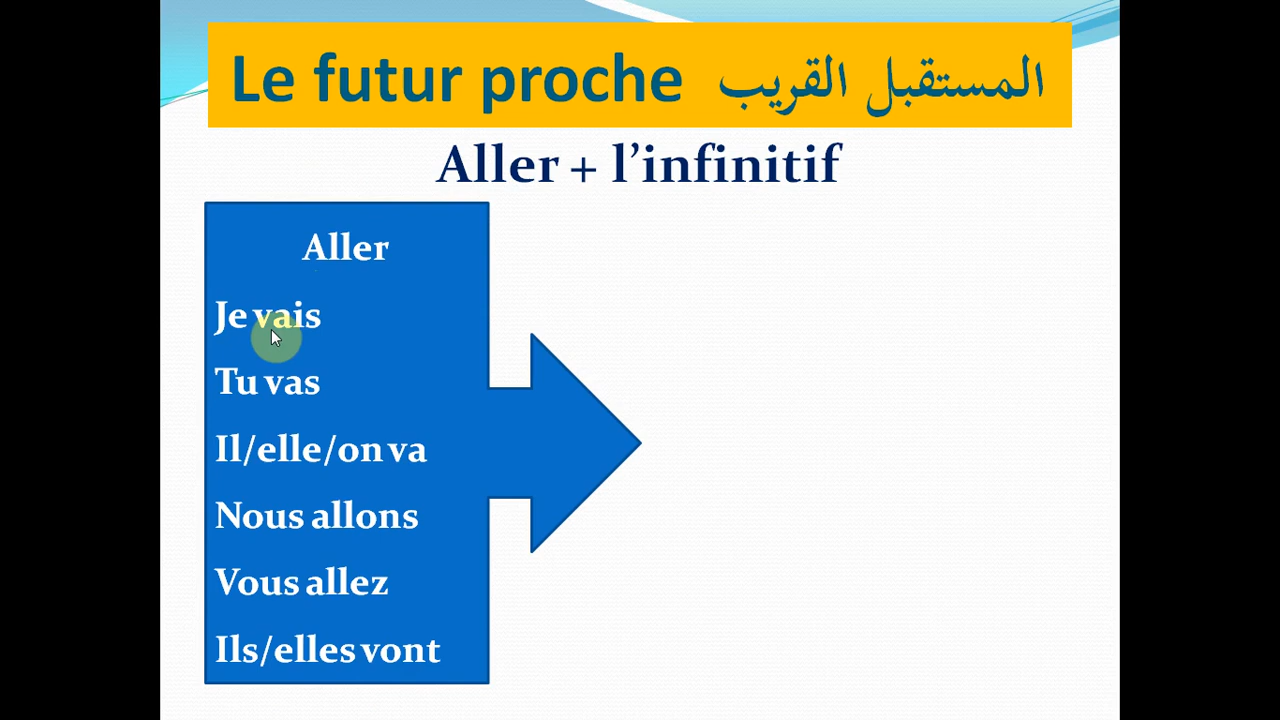 Le futur proche المستقبل القريب
Aller + l’infinitif
Aller
Je vais
Tu vas
Il/elle/on va
Nous allons
Vous allez
Ils/elles vont